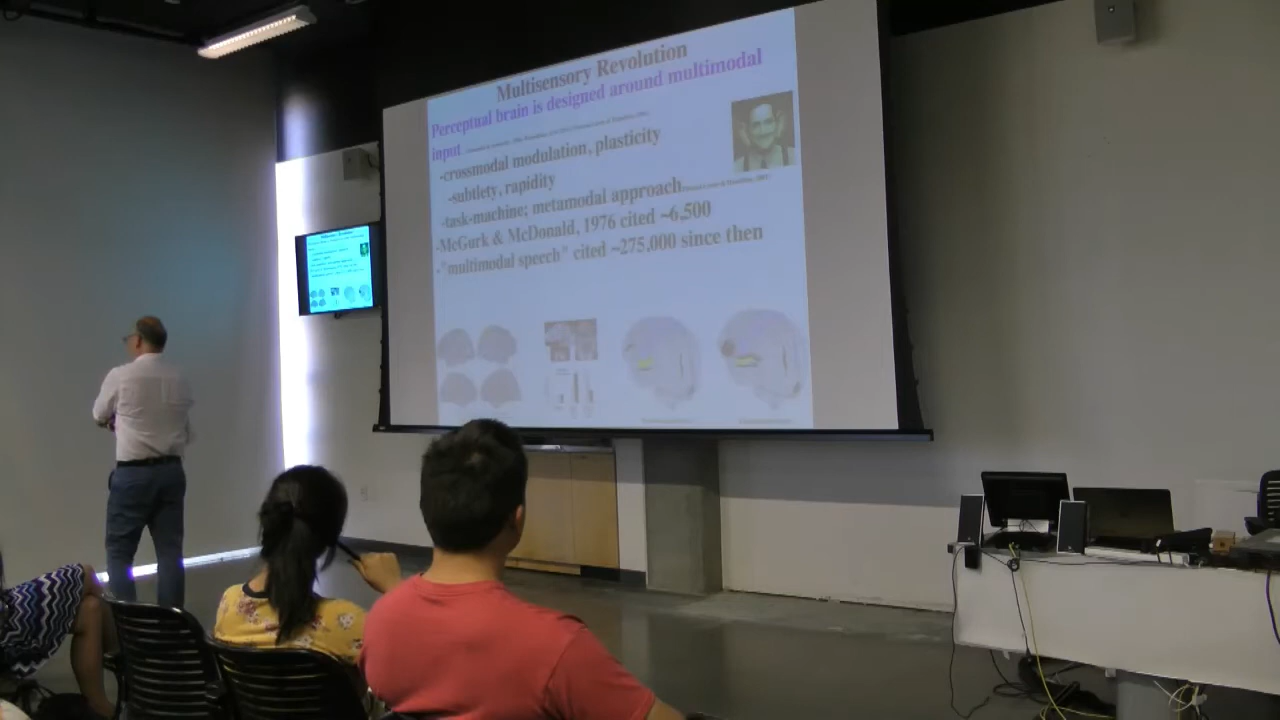 Multisensory Revolution
Perceptual brain is designed around multimodal
input
-crossmodal modulation, plasticity
-subtlety, rapidity
-task-machine; metamodal approach
-McGurk & McDonald, 1976 cited ~6,500
-"multimodal speech" cited ~275,000 since then